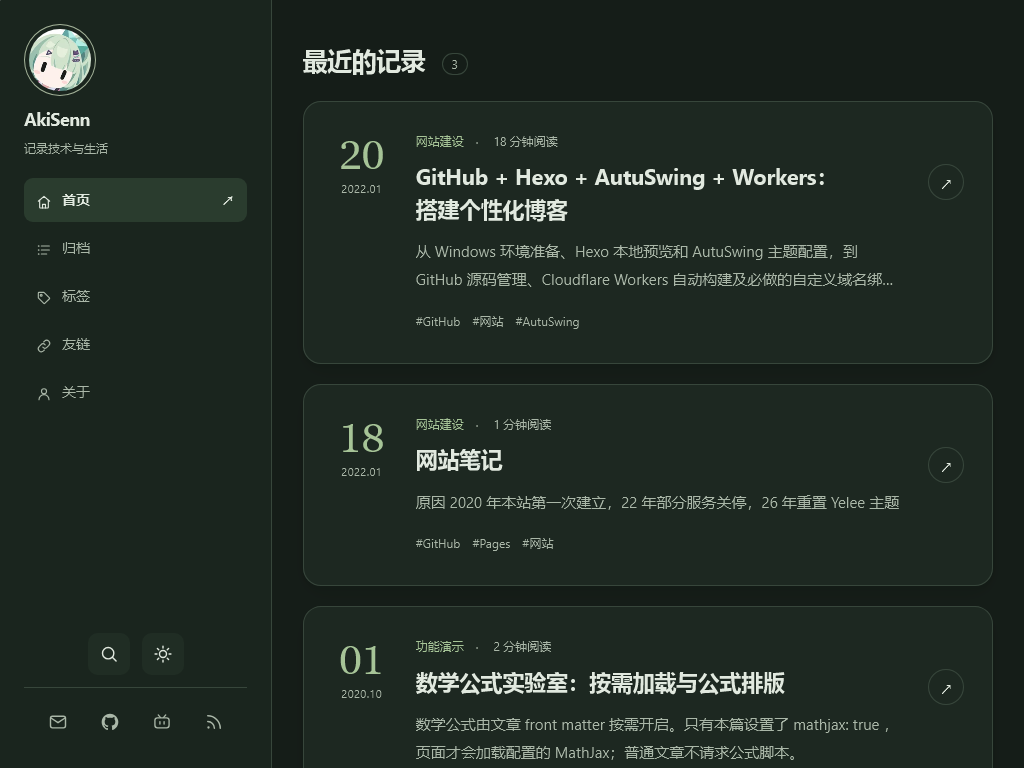 AkiSenn
记录技术与生活
首页
归档
标签
友链
关于
最近的记录 3
20
2022.01
网站建设 · 18 分钟阅读
GitHub + Hexo + AutuSwing + Workers：
搭建个性化博客
从 Windows 环境准备、Hexo 本地预览和 AutuSwing 主题配置，到
GitHub 源码管理、Cloudflare Workers 自动构建及必做的自定义域名绑...
#GitHub #网站 #AutuSwing
18
2022.01
网站建设 · 1 分钟阅读
网站笔记
原因 2020 年本站第一次建立，22 年部分服务关停，26 年重置 Yelee 主题
#GitHub #Pages #网站
01
2020.10
功能演示 · 2 分钟阅读
数学公式实验室：按需加载与公式排版
数学公式由文章 front matter 按需开启。只有本篇设置了 mathjax: true ，
页面才会加载配置的 MathJax；普通文章不请求公式脚本。